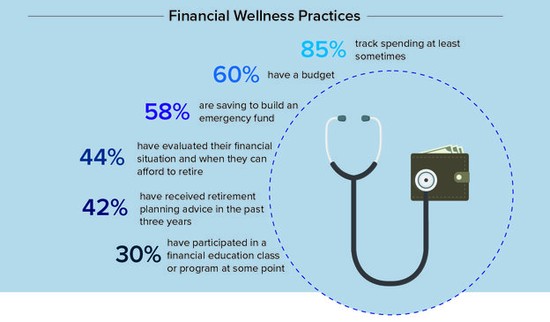 Financial Wellness Practices
85% track spending at least
sometimes
60% have a budget
58% are saving to build an
emergency fund
44% have evaluated their financial
situation and when they can
afford to retire
42% have received retirement
planning advice in the past
three years
30% have participated in a
financial education class
or program at some point